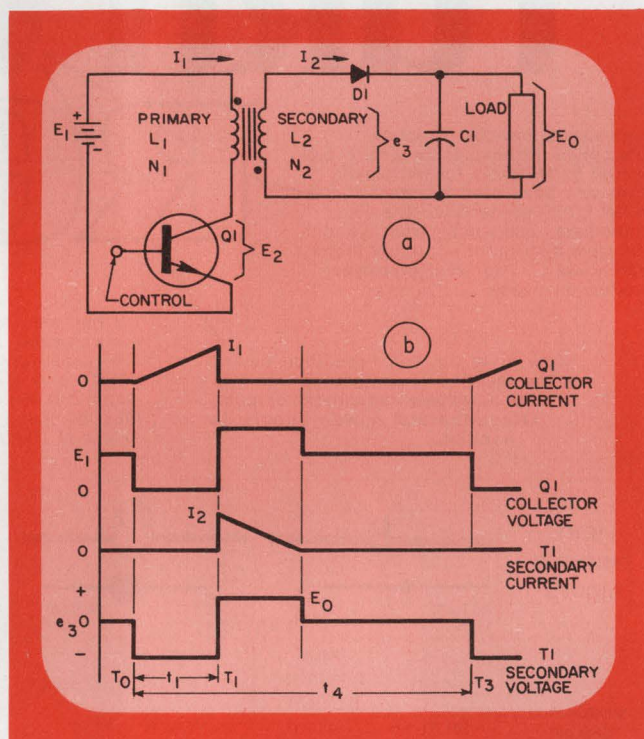 I1 I2
D1
E1 + - PRIMARY L1 N1 SECONDARY L2 N2 e3 C1 LOAD E0
Q1 E2
CONTROL
a
b
0 I1 Q1 COLLECTOR CURRENT
E1 0 Q1 COLLECTOR VOLTAGE
0 I2 T1 SECONDARY CURRENT
+ e3 0 - E0 T1 SECONDARY VOLTAGE
T0 t1 T1 t4 T3